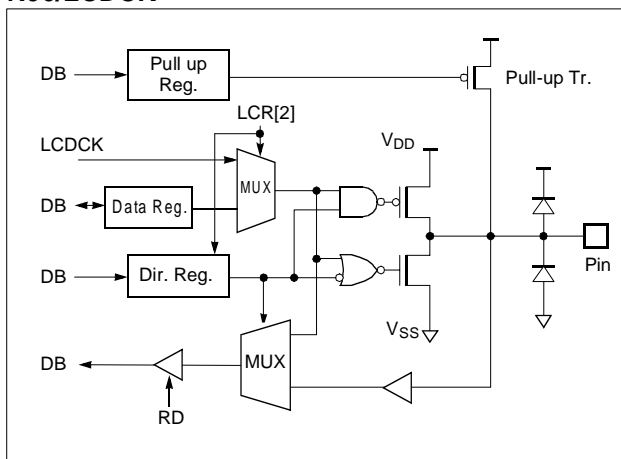 DB
Pull up
Reg.
Pull-up Tr.
LCR[2]
LCDCK
VDD
MUX
DB
Data Reg.
DB
Dir. Reg.
Pin
VSS
MUX
DB
RD